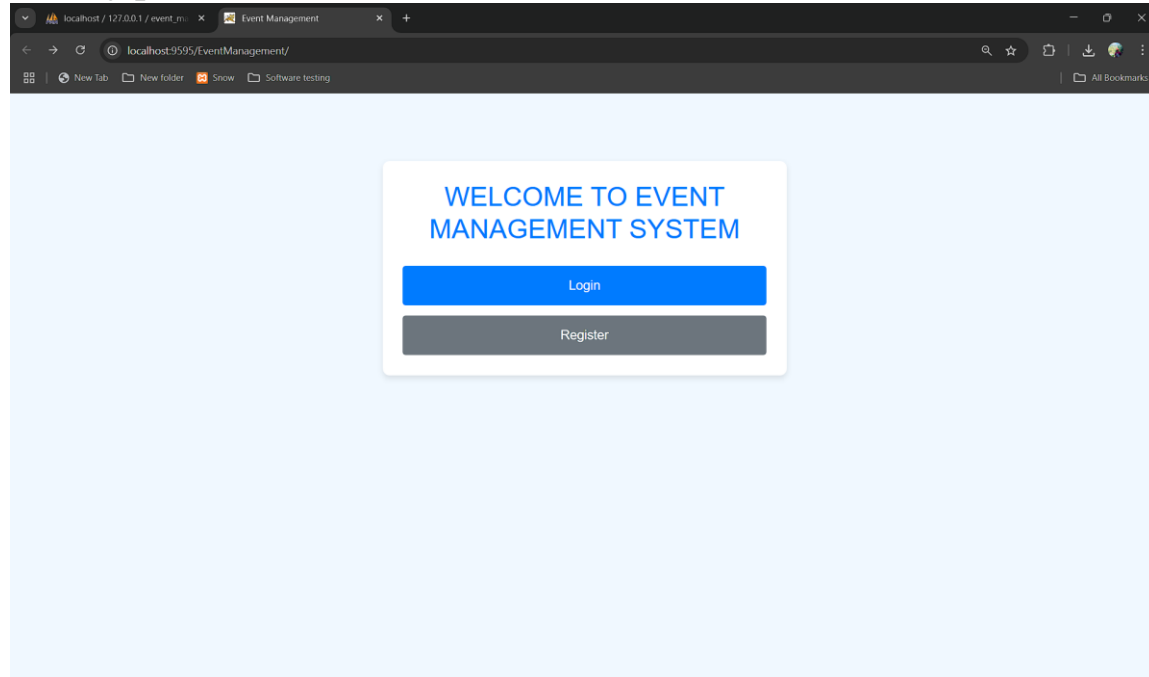 localhost / 127.0.0.1 / event_m
Event Management
localhost:9595/EventManagement/
New Tab
New folder
Snow
Software testing
All Bookmarks
WELCOME TO EVENT
MANAGEMENT SYSTEM
Login
Register